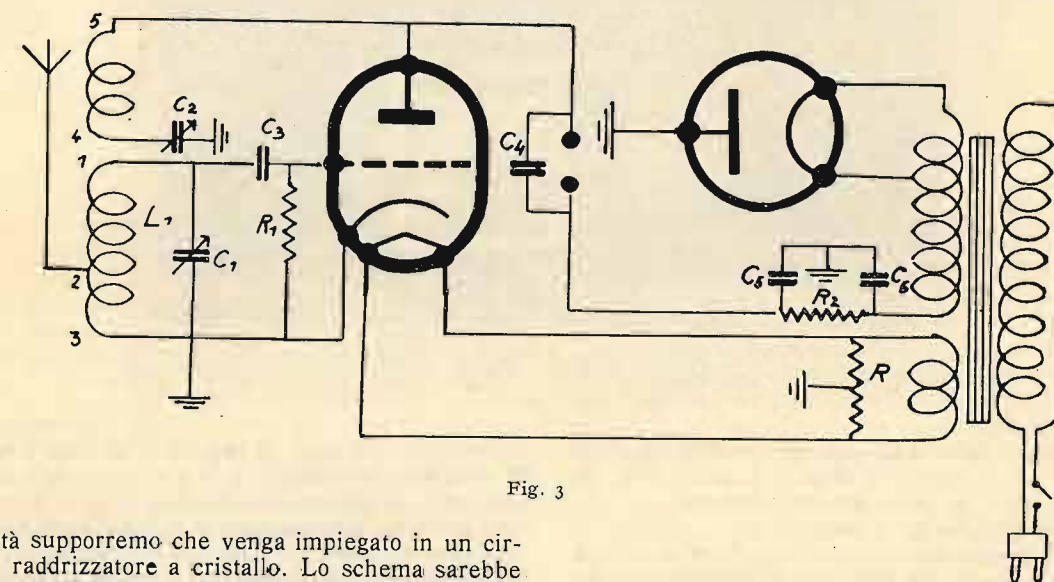 5
C2
4
C3
1
C4
L1
R1
C1
2
C5
C6
R2
3
R
Fig. 3
tà supporremo che venga impiegato in un cir-
raddrizzatore a cristallo. Lo schema sarebbe